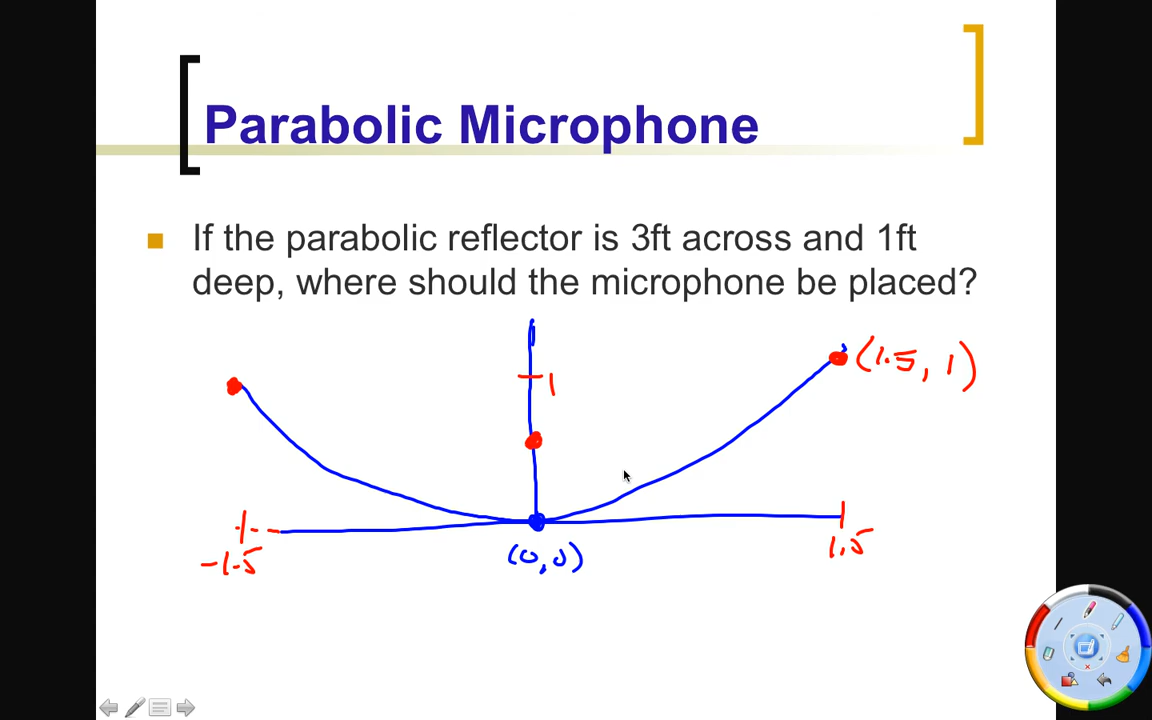 Parabolic Microphone
If the parabolic reflector is 3ft across and 1ft
deep, where should the microphone be placed?
(1.5, 1)
1
-1.5
(0,0)
1.5